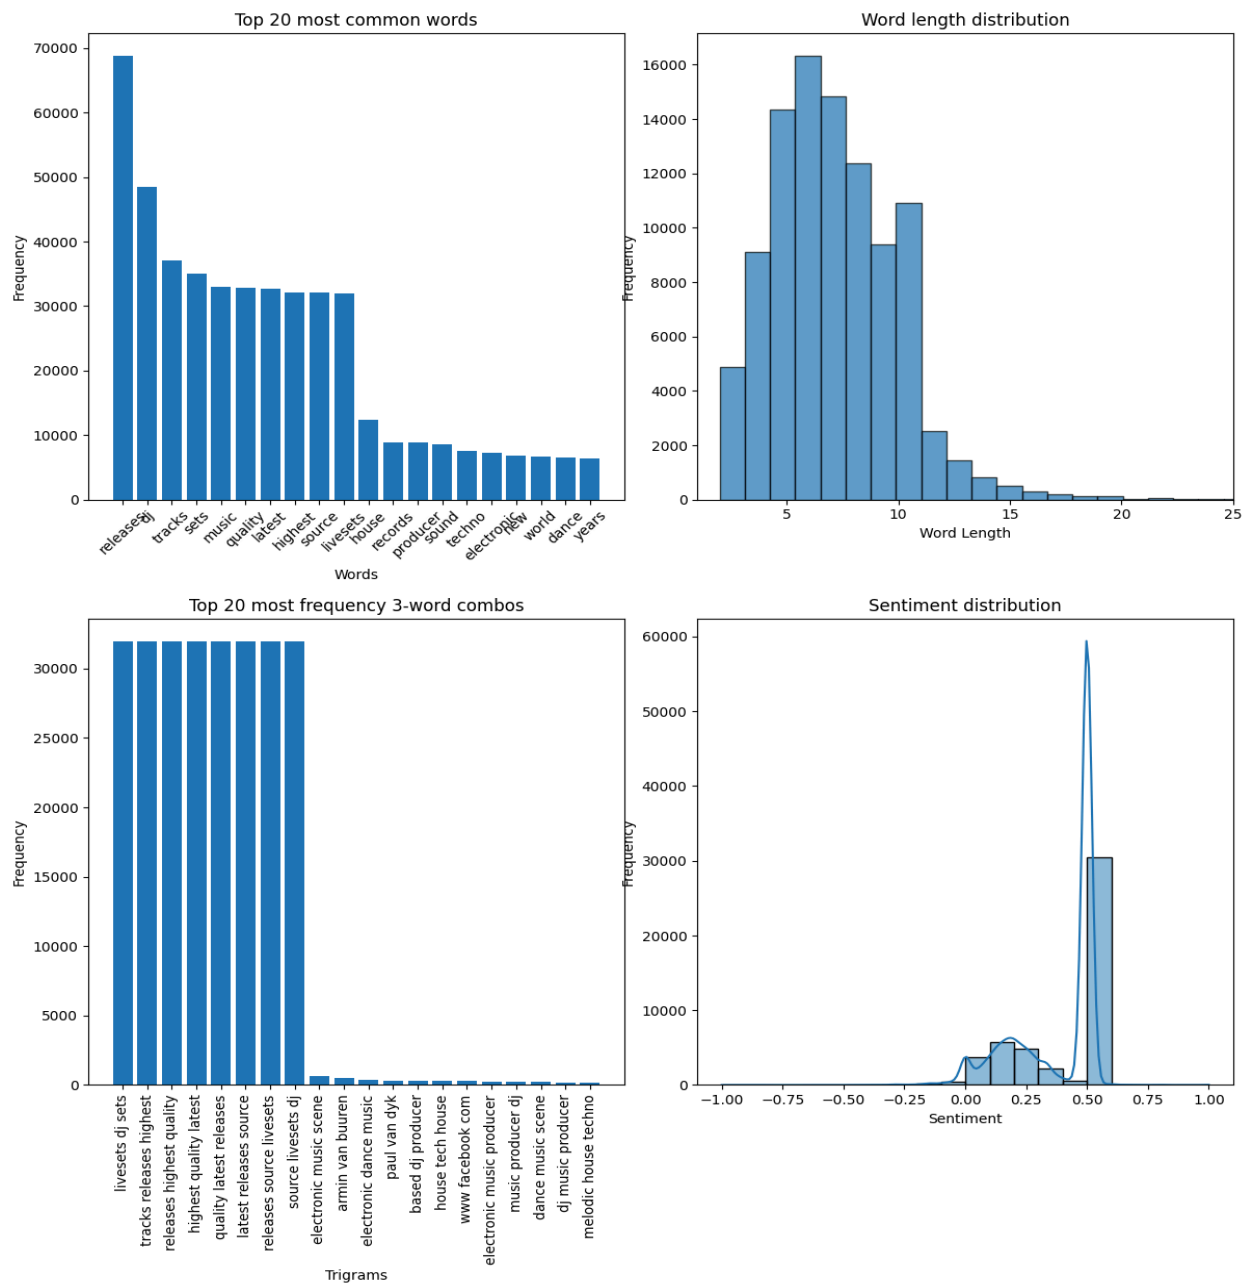 Top 20 most common words
70000
60000
50000
40000
30000
20000
10000
0
Frequency
releases
dj
tracks
sets
music
quality
latest
highest
source
livesets
house
records
producer
sound
techno
electronic
new
world
dance
years
Words
Word length distribution
16000
14000
12000
10000
8000
6000
4000
2000
0
Frequency
5 10 15 20 25
Word Length
Top 20 most frequency 3-word combos
30000
25000
20000
15000
10000
5000
0
Frequency
livesets dj sets
tracks releases highest
releases highest quality
highest quality latest
quality latest releases
latest releases source
releases source livesets
source livesets dj
electronic music scene
armin van buuren
electronic dance music
paul van dyk
based dj producer
house tech house
www facebook com
electronic music producer
music producer dj
dance music scene
dj music producer
melodic house techno
Trigrams
Sentiment distribution
60000
50000
40000
30000
20000
10000
0
Frequency
−1.00 −0.75 −0.50 −0.25 0.00 0.25 0.50 0.75 1.00
Sentiment